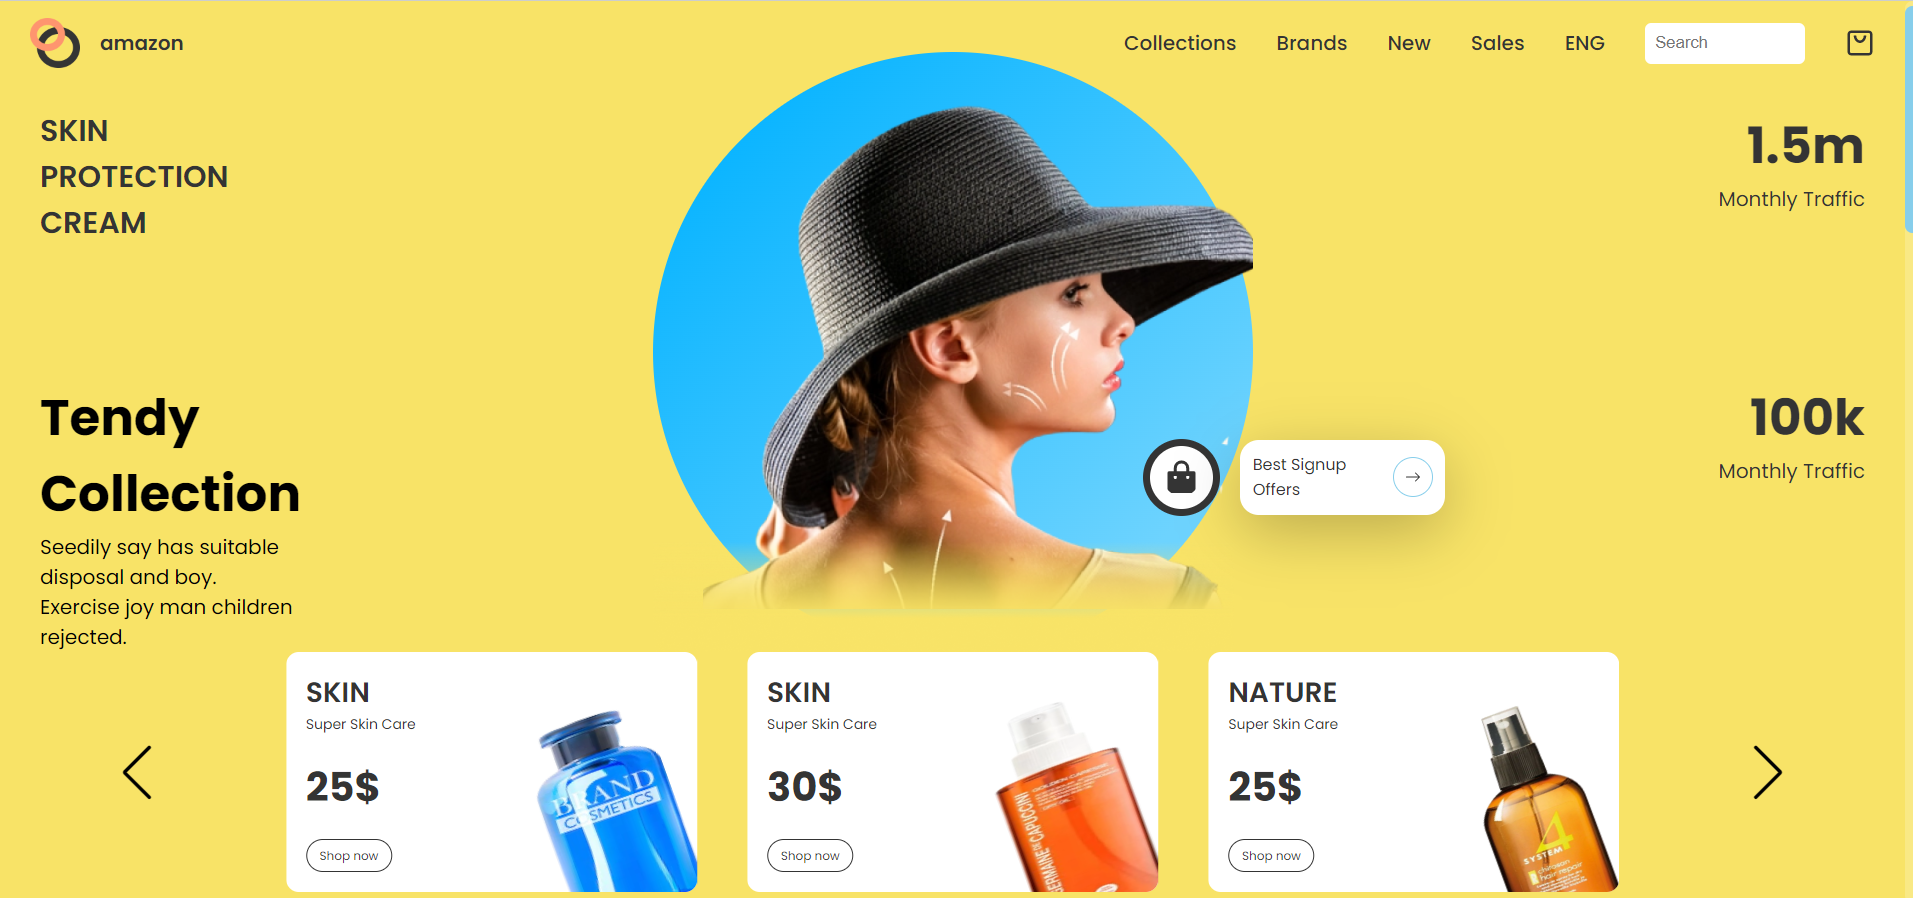 amazon
Collections
Brands
New
Sales
ENG
Search
SKIN
PROTECTION
CREAM
1.5m
Monthly Traffic
Tendy
Collection
Seedily say has suitable
disposal and boy.
Exercise joy man children
rejected.
Best Signup
Offers
100k
Monthly Traffic
SKIN
Super Skin Care
25$
Shop now
BRAND
COSMETICS
SKIN
Super Skin Care
30$
Shop now
GERMAINE DE CAPUCCINI
NATURE
Super Skin Care
25$
Shop now
4
SYSTEM
hair repair